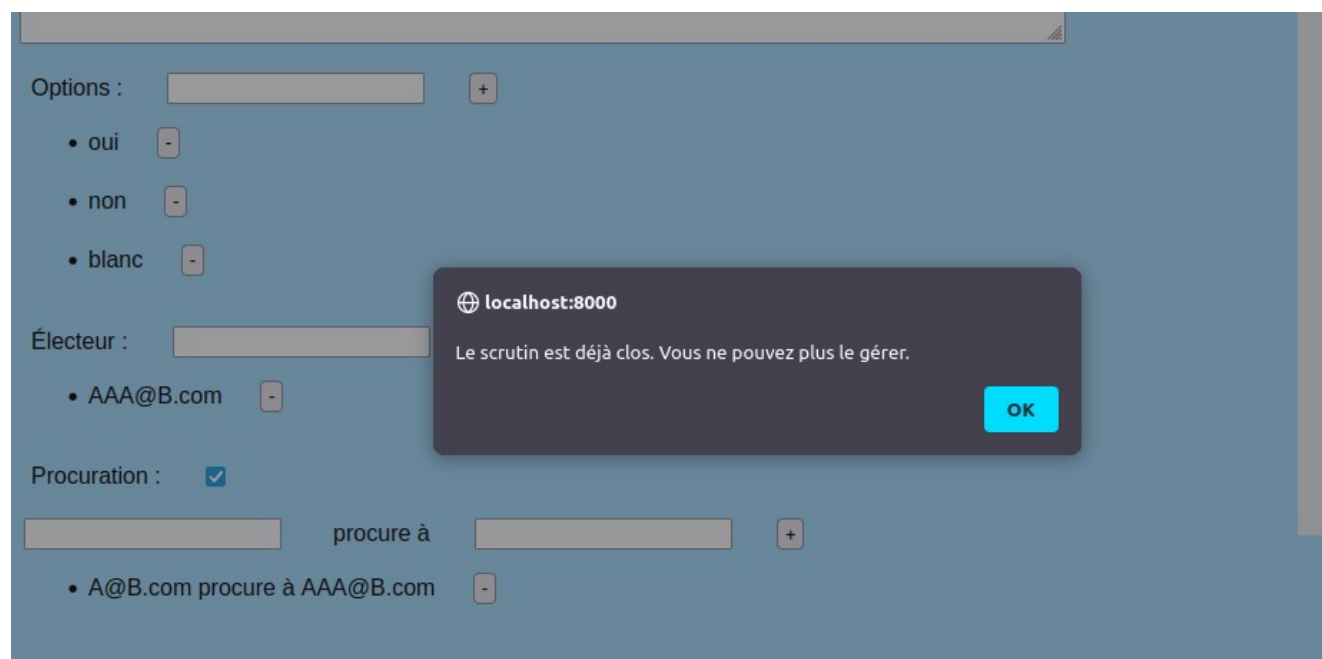 Options : +
• oui -
• non -
• blanc -
localhost:8000
Le scrutin est déjà clos. Vous ne pouvez plus le gérer.
OK
Électeur :
• AAA@B.com -
Procuration :
procure à +
• A@B.com procure à AAA@B.com -